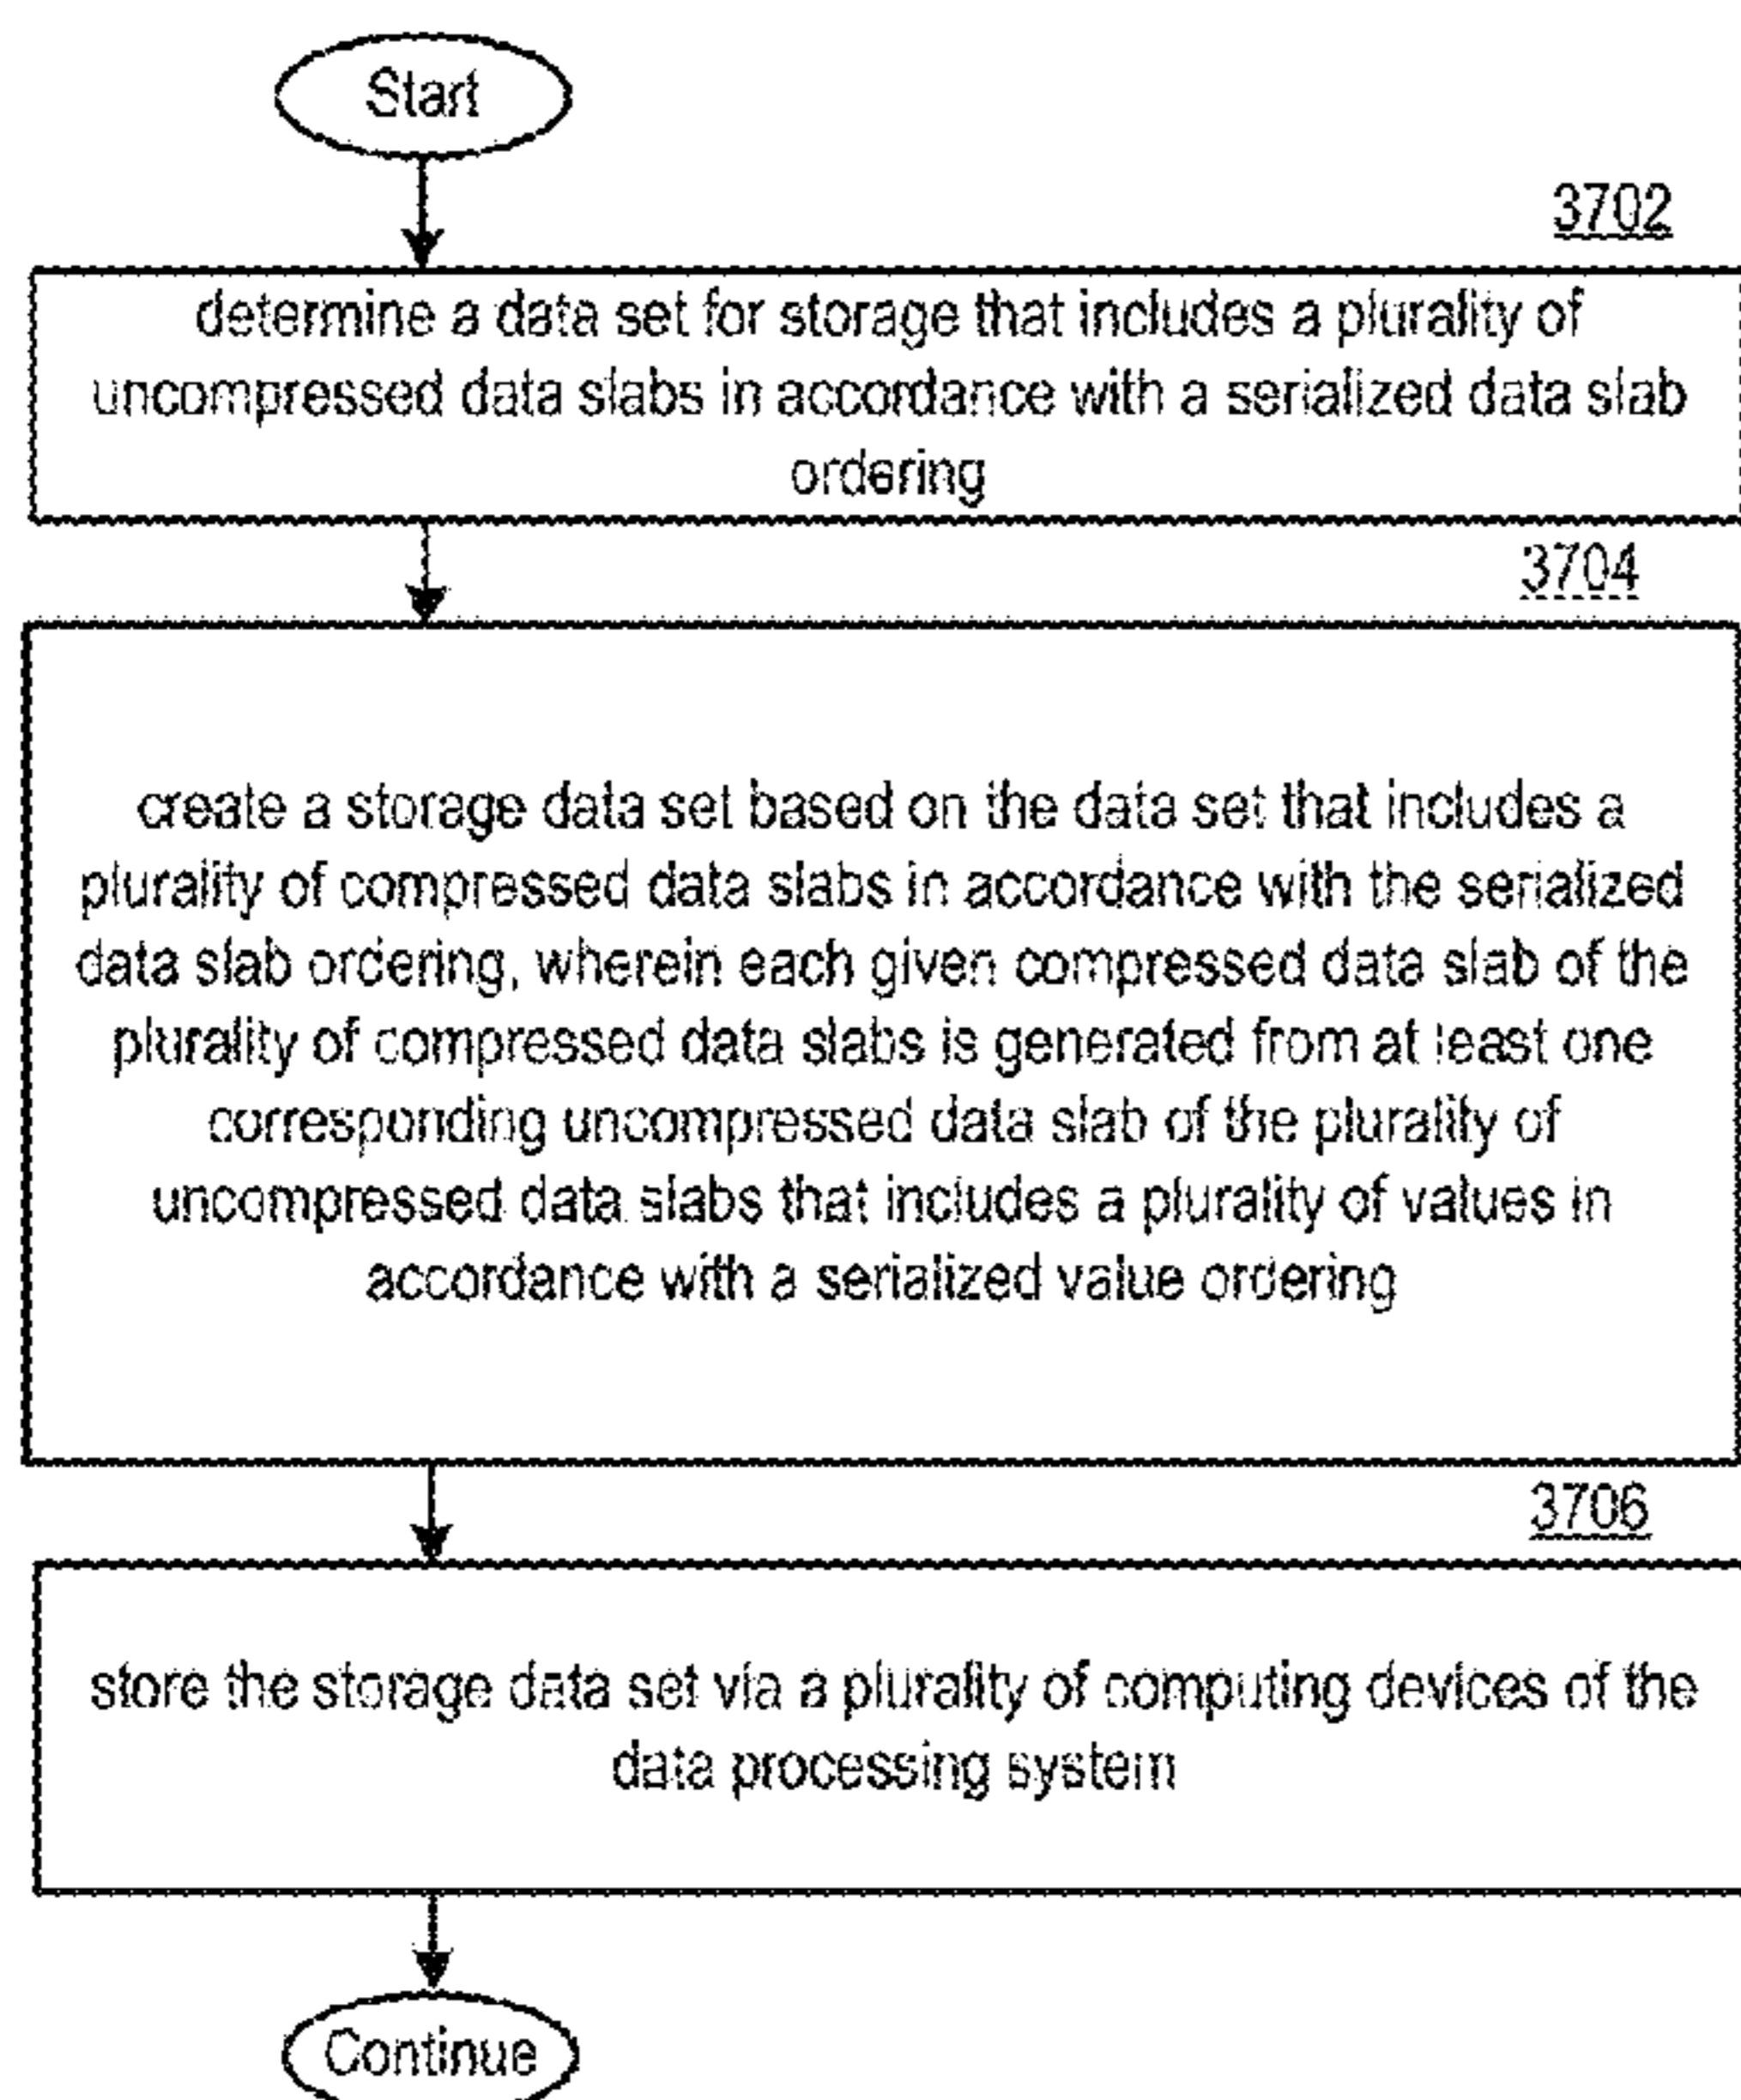 Start
3702
determine a data set for storage that includes a plurality of
uncompressed data slabs in accordance with a serialized data slab
ordering
3704
create a storage data set based on the data set that includes a
plurality of compressed data slabs in accordance with the serialized
data slab ordering, wherein each given compressed data slab of the
plurality of compressed data slabs is generated from at least one
corresponding uncompressed data slab of the plurality of
uncompressed data slabs that includes a plurality of values in
accordance with a serialized value ordering
3706
store the storage data set via a plurality of computing devices of the
data processing system
Continue